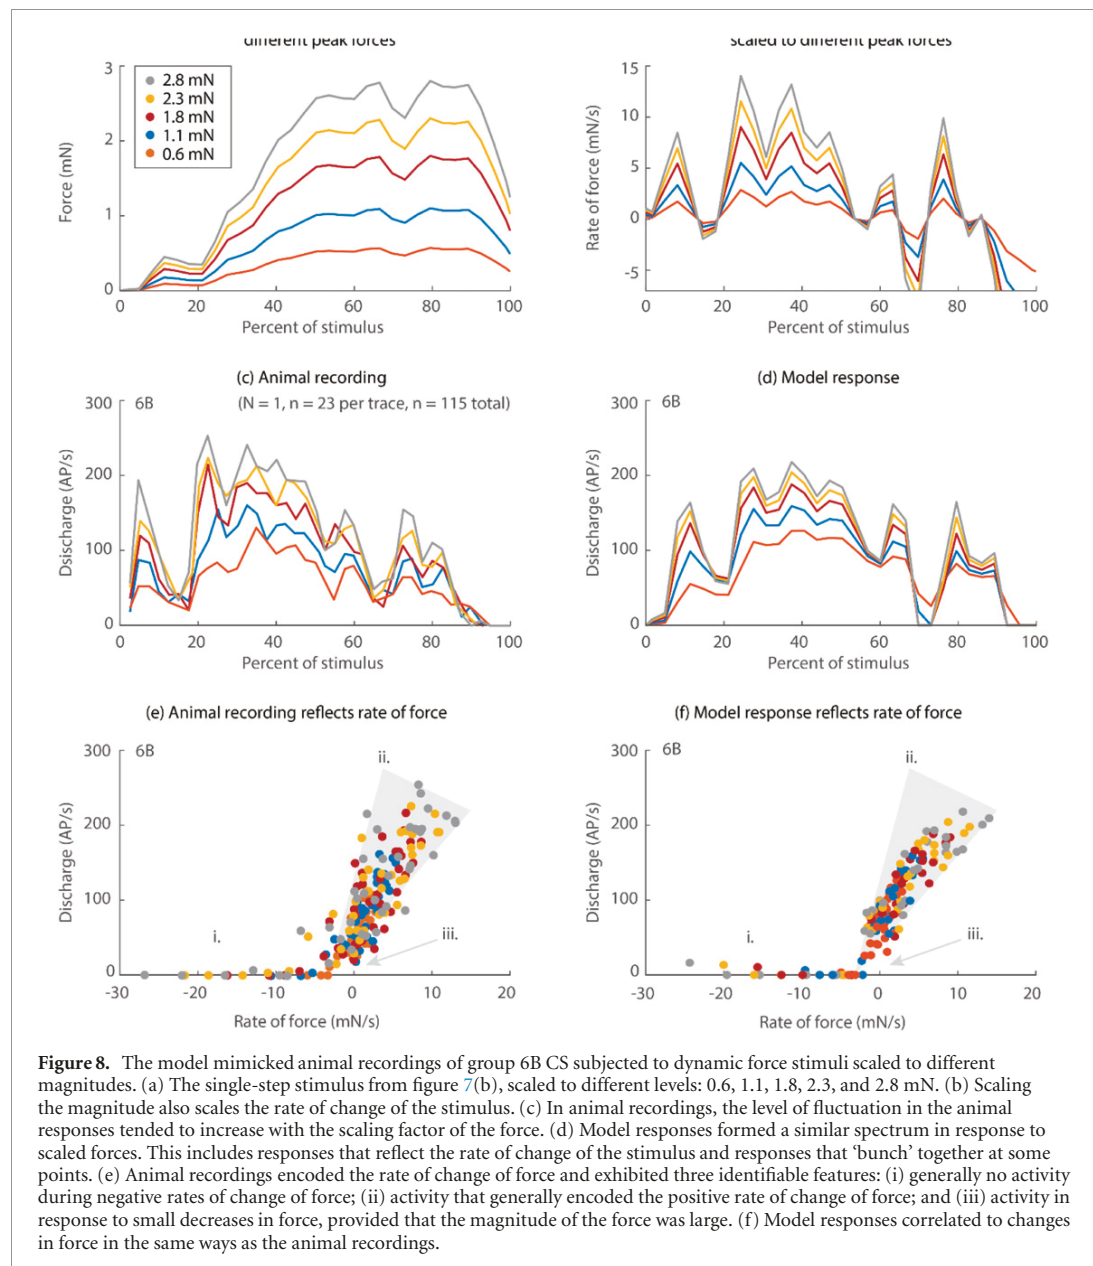 different peak forces
scaled to different peak forces
3
2
1
0
Force (mN)
2.8 mN
2.3 mN
1.8 mN
1.1 mN
0.6 mN
0 20 40 60 80 100
Percent of stimulus
15
10
5
0
-5
Rate of force (mN/s)
0 20 40 60 80 100
Percent of stimulus
(c) Animal recording
6B (N = 1, n = 23 per trace, n = 115 total)
300
200
100
0
Dsicharge (AP/s)
0 20 40 60 80 100
Percent of stimulus
(d) Model response
6B
300
200
100
0
Discharge (AP/s)
0 20 40 60 80 100
Percent of stimulus
(e) Animal recording reflects rate of force
6B
ii.
i.
iii.
300
200
100
0
Discharge (AP/s)
-30 -20 -10 0 10 20
Rate of force (mN/s)
(f) Model response reflects rate of force
6B
ii.
i.
iii.
300
200
100
0
Discharge (AP/s)
-30 -20 -10 0 10 20
Rate of force (mN/s)
Figure 8. The model mimicked animal recordings of group 6B CS subjected to dynamic force stimuli scaled to different
magnitudes. (a) The single-step stimulus from figure 7(b), scaled to different levels: 0.6, 1.1, 1.8, 2.3, and 2.8 mN. (b) Scaling
the magnitude also scales the rate of change of the stimulus. (c) In animal recordings, the level of fluctuation in the animal
responses tended to increase with the scaling factor of the force. (d) Model responses formed a similar spectrum in response to
scaled forces. This includes responses that reflect the rate of change of the stimulus and responses that ‘bunch’ together at some
points. (e) Animal recordings encoded the rate of change of force and exhibited three identifiable features: (i) generally no activity
during negative rates of change of force; (ii) activity that generally encoded the positive rate of change of force; and (iii) activity in
response to small decreases in force, provided that the magnitude of the force was large. (f) Model responses correlated to changes
in force in the same ways as the animal recordings.